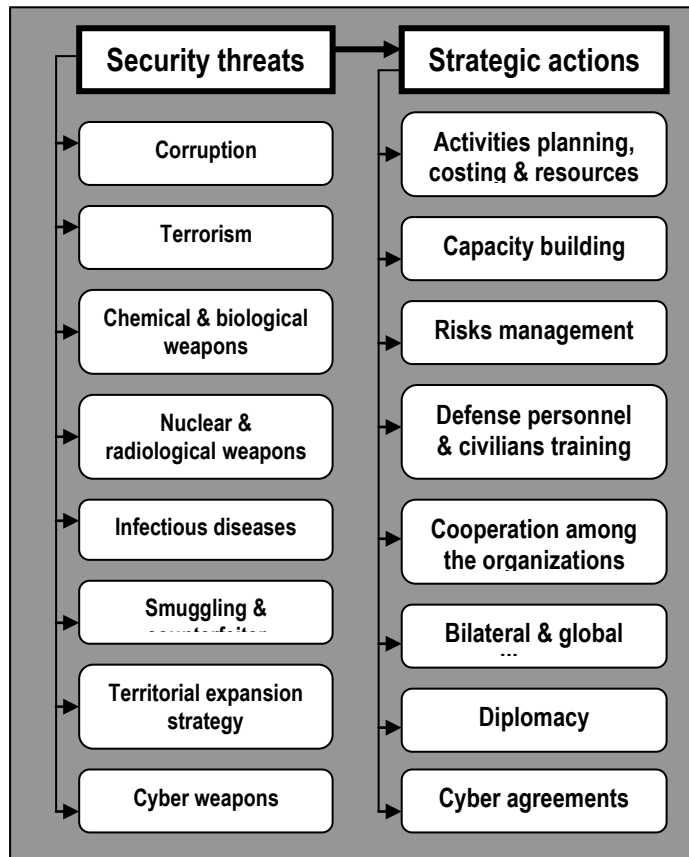 Security threats
Corruption
Terrorism
Chemical & biological
weapons
Nuclear &
radiological weapons
Infectious diseases
Smuggling &
Territorial expansion
strategy
Cyber weapons
Strategic actions
Activities planning,
costing & resources
Capacity building
Risks management
Defense personnel
& civilians training
Cooperation among
the organizations
Bilateral & global
Diplomacy
Cyber agreements